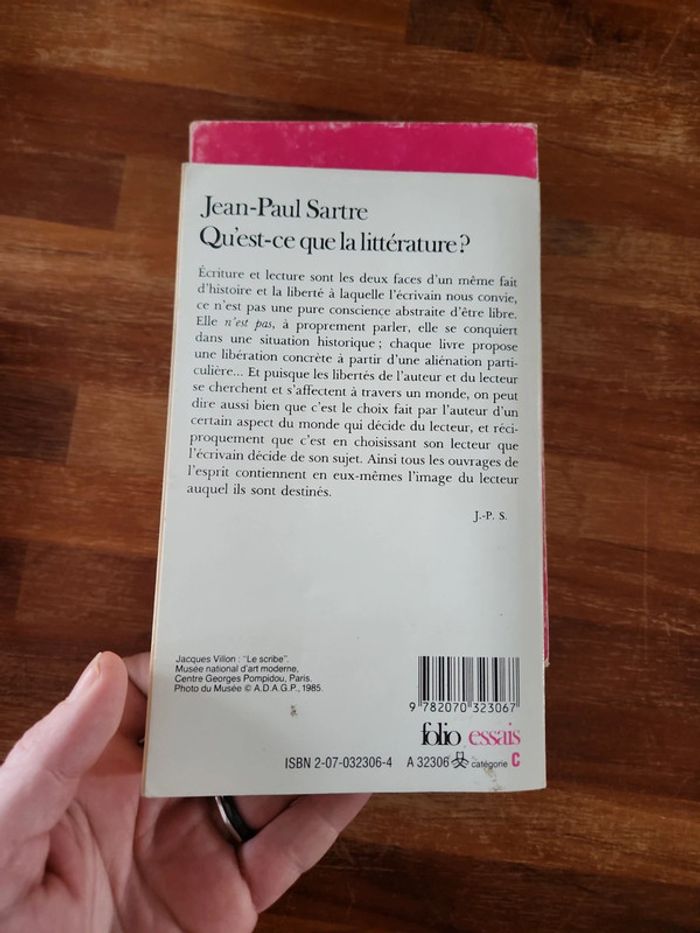 Jean-Paul Sartre
Qu'est-ce que la littérature?
Écriture et lecture sont les deux faces d'un même fait
d'histoire et la liberté à laquelle l'écrivain nous convie,
ce n'est pas une pure conscience abstraite d'être libre.
Elle n'est pas, à proprement parler, elle se conquiert
dans une situation historique ; chaque livre propose
une libération concrète à partir d'une aliénation parti-
culière... Et puisque les libertés de l'auteur et du lecteur
se cherchent et s'affectent à travers un monde, on peut
dire aussi bien que c'est le choix fait par l'auteur d'un
certain aspect du monde qui décide du lecteur, et réci-
proquement que c'est en choisissant son lecteur que
l'écrivain décide de son sujet. Ainsi tous les ouvrages de
l'esprit contiennent en eux-mêmes l'image du lecteur
auquel ils sont destinés.
J.-P. S.
Jacques Villon : "Le scribe".
Musée national d'art moderne,
Centre Georges Pompidou, Paris.
Photo du Musée © A.D.A.G.P., 1985.
9 782070 323067
folio essais
ISBN 2-07-032306-4 A 32306 catégorie C